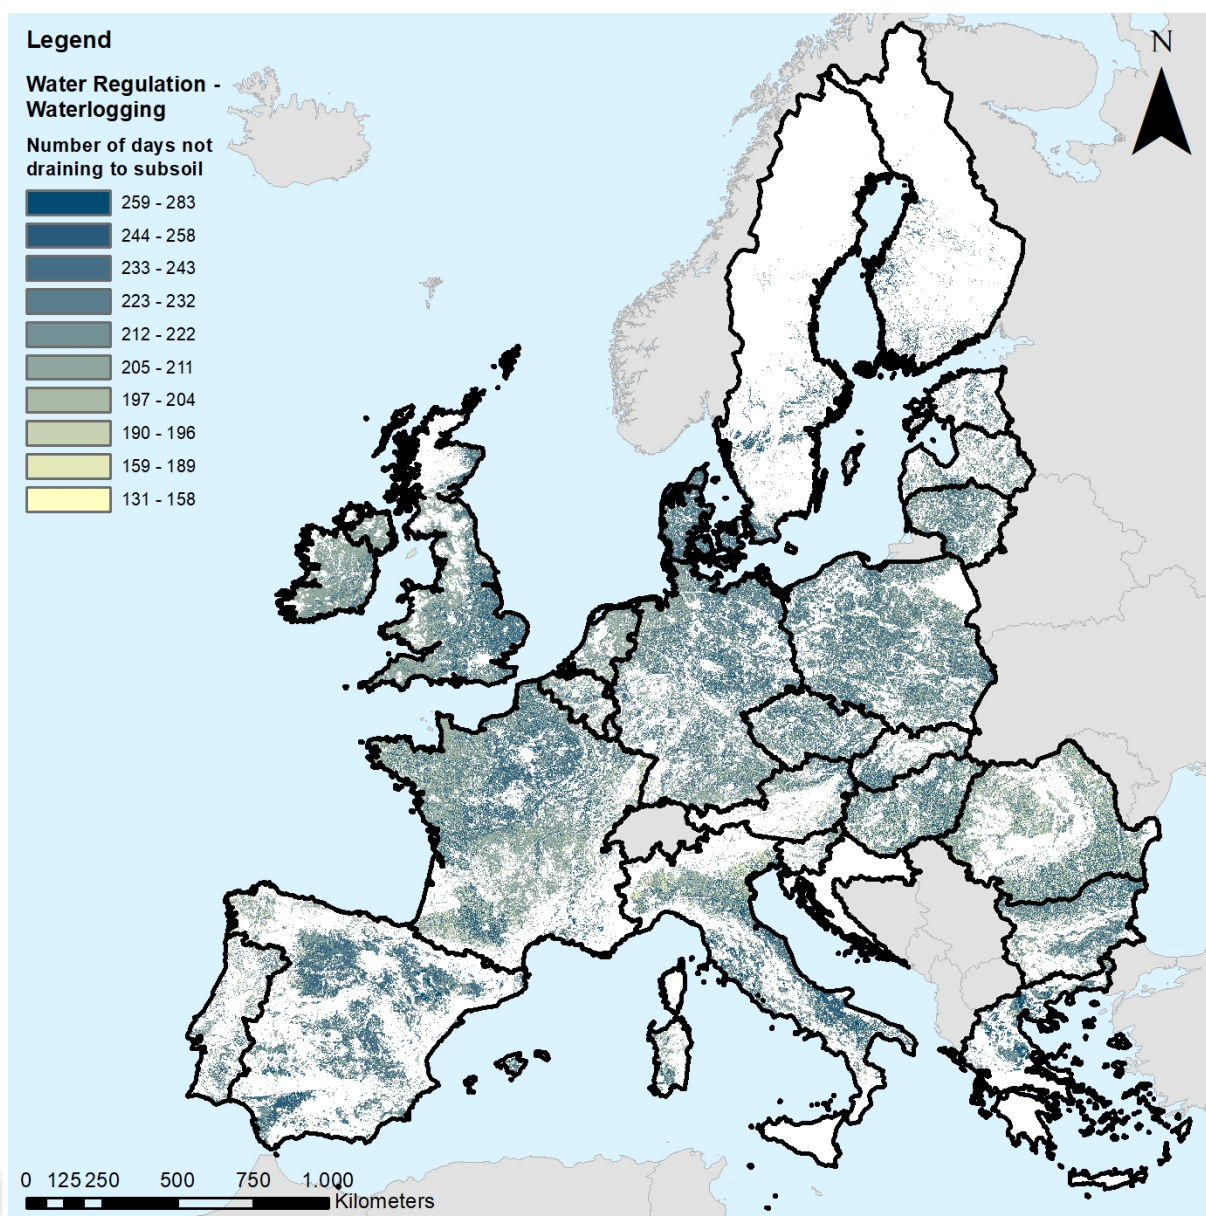 Legend
N
Water Regulation -
Waterlogging
Number of days not
draining to subsoil
259 - 283
244 - 258
233 - 243
223 - 232
212 - 222
205 - 211
197 - 204
190 - 196
159 - 189
131 - 158
0 125 250 500 750 1.000
Kilometers